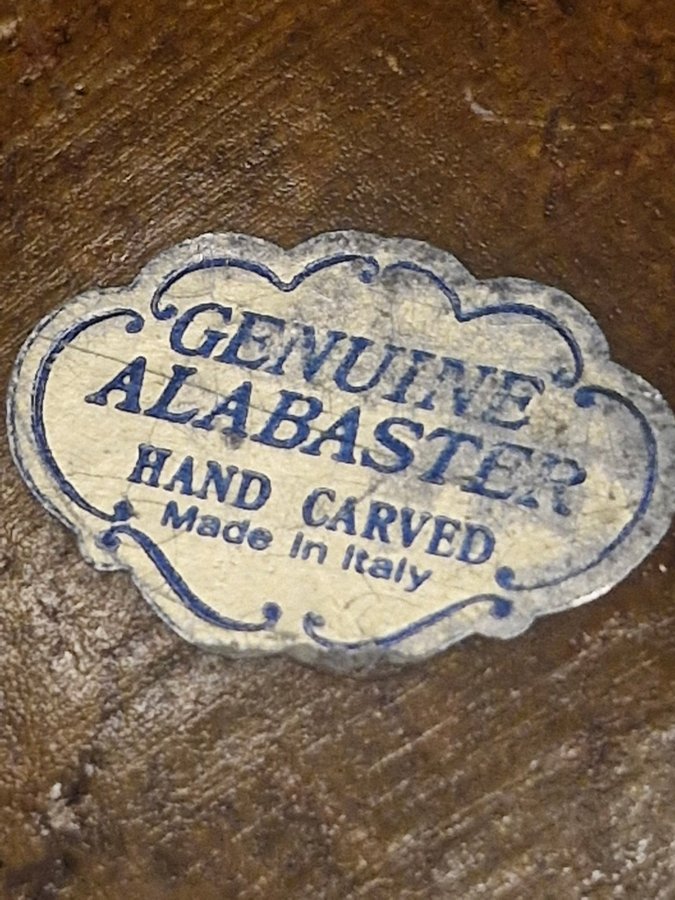 GENUINE
ALABASTER
HAND CARVED
Made In Italy